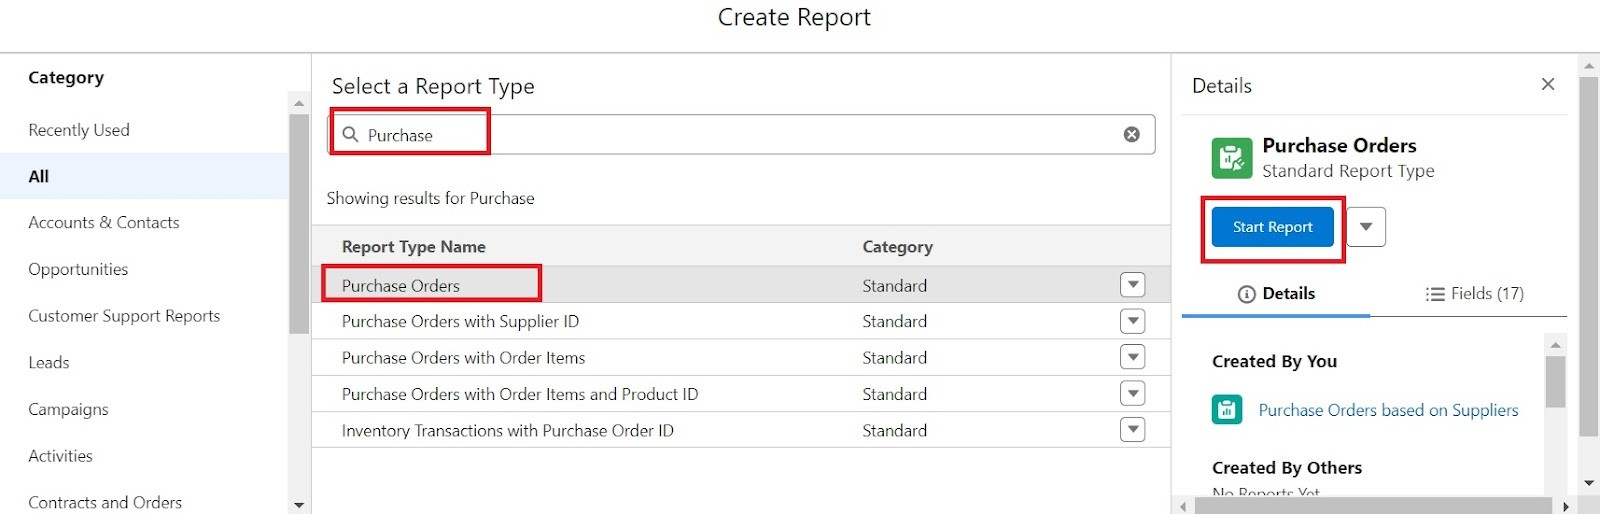 Create Report
Category
Recently Used
All
Accounts & Contacts
Opportunities
Customer Support Reports
Leads
Campaigns
Activities
Contracts and Orders
Select a Report Type
Purchase
Showing results for Purchase
Report Type Name Category
Purchase Orders Standard
Purchase Orders with Supplier ID Standard
Purchase Orders with Order Items Standard
Purchase Orders with Order Items and Product ID Standard
Inventory Transactions with Purchase Order ID Standard
Details
Purchase Orders
Standard Report Type
Start Report
Details Fields (17)
Created By You
Purchase Orders based on Suppliers
Created By Others
No Reports Yet